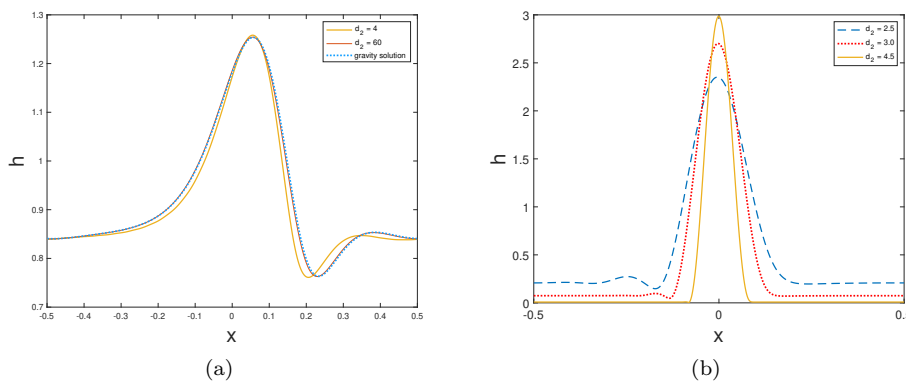 1.3
1.2
1.1
1
0.9
0.8
0.7
h
-0.5 -0.4 -0.3 -0.2 -0.1 0 0.1 0.2 0.3 0.4 0.5
x
d2 = 4
d2 = 60
gravity solution
(a)
3
2.5
2
1.5
1
0.5
0
h
-0.5 0 0.5
x
d2 = 2.5
d2 = 3.0
d2 = 4.5
(b)